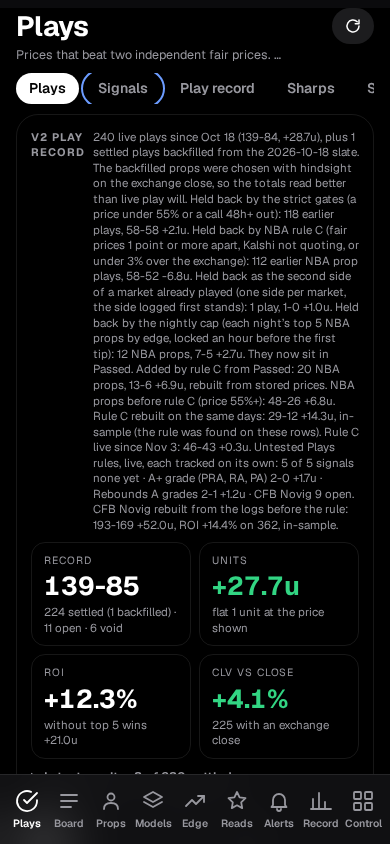 Plays
Prices that beat two independent fair prices. ...
Plays Signals Play record Sharps S
V2 PLAY RECORD
240 live plays since Oct 18 (139-84, +28.7u), plus 1
settled plays backfilled from the 2026-10-18 slate.
The backfilled props were chosen with hindsight
on the exchange close, so the totals read better
than live play will. Held back by the strict gates (a
price under 55% or a call 48h+ out): 118 earlier
plays, 58-58 +2.1u. Held back by NBA rule C (fair
prices 1 point or more apart, Kalshi not quoting, or
under 3% over the exchange): 112 earlier NBA prop
plays, 58-52 -6.8u. Held back as the second side
of a market already played (one side per market,
the side logged first stands): 1 play, 1-0 +1.0u. Held
back by the nightly cap (each night's top 5 NBA
props by edge, locked an hour before the first
tip): 12 NBA props, 7-5 +2.7u. They now sit in
Passed. Added by rule C from Passed: 20 NBA
props, 13-6 +6.9u, rebuilt from stored prices. NBA
props before rule C (price 55%+): 48-26 +6.8u.
Rule C rebuilt on the same days: 29-12 +14.3u, in-
sample (the rule was found on these rows). Rule C
live since Nov 3: 46-43 +0.3u. Untested Plays
rules, live, each tracked on its own: 5 of 5 signals
none yet · A+ grade (PRA, RA, PA) 2-0 +1.7u ·
Rebounds A grades 2-1 +1.2u · CFB Novig 9 open.
CFB Novig rebuilt from the logs before the rule:
193-169 +52.0u, ROI +14.4% on 362, in-sample.
RECORD
139-85
224 settled (1 backfilled) ·
11 open · 6 void
UNITS
+27.7u
flat 1 unit at the price
shown
ROI
+12.3%
without top 5 wins
+21.0u
CLV VS CLOSE
+4.1%
225 with an exchange
close
Plays Board Props Models Edge Reads Alerts Record Control